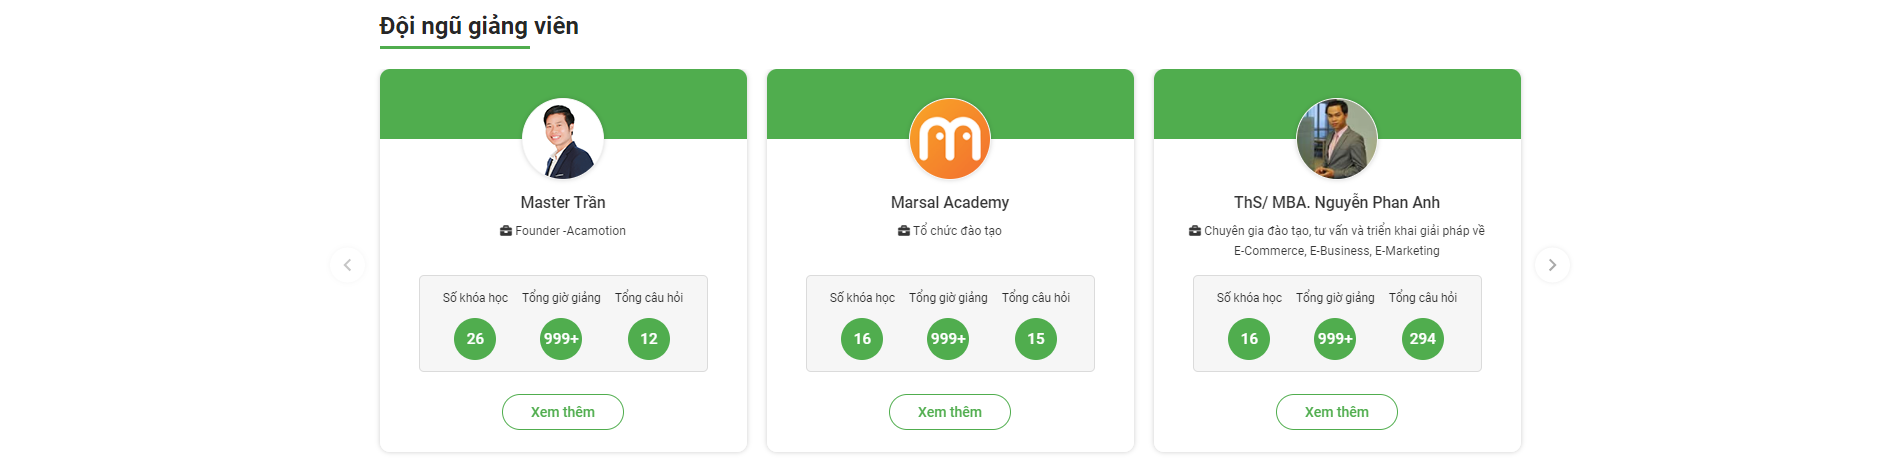 Đội ngũ giảng viên
Master Trần
Founder -Acamotion
Số khóa học Tổng giờ giảng Tổng câu hỏi
26 999+ 12
Xem thêm
Marsal Academy
Tổ chức đào tạo
Số khóa học Tổng giờ giảng Tổng câu hỏi
16 999+ 15
Xem thêm
ThS/ MBA. Nguyễn Phan Anh
Chuyên gia đào tạo, tư vấn và triển khai giải pháp về
E-Commerce, E-Business, E-Marketing
Số khóa học Tổng giờ giảng Tổng câu hỏi
16 999+ 294
Xem thêm